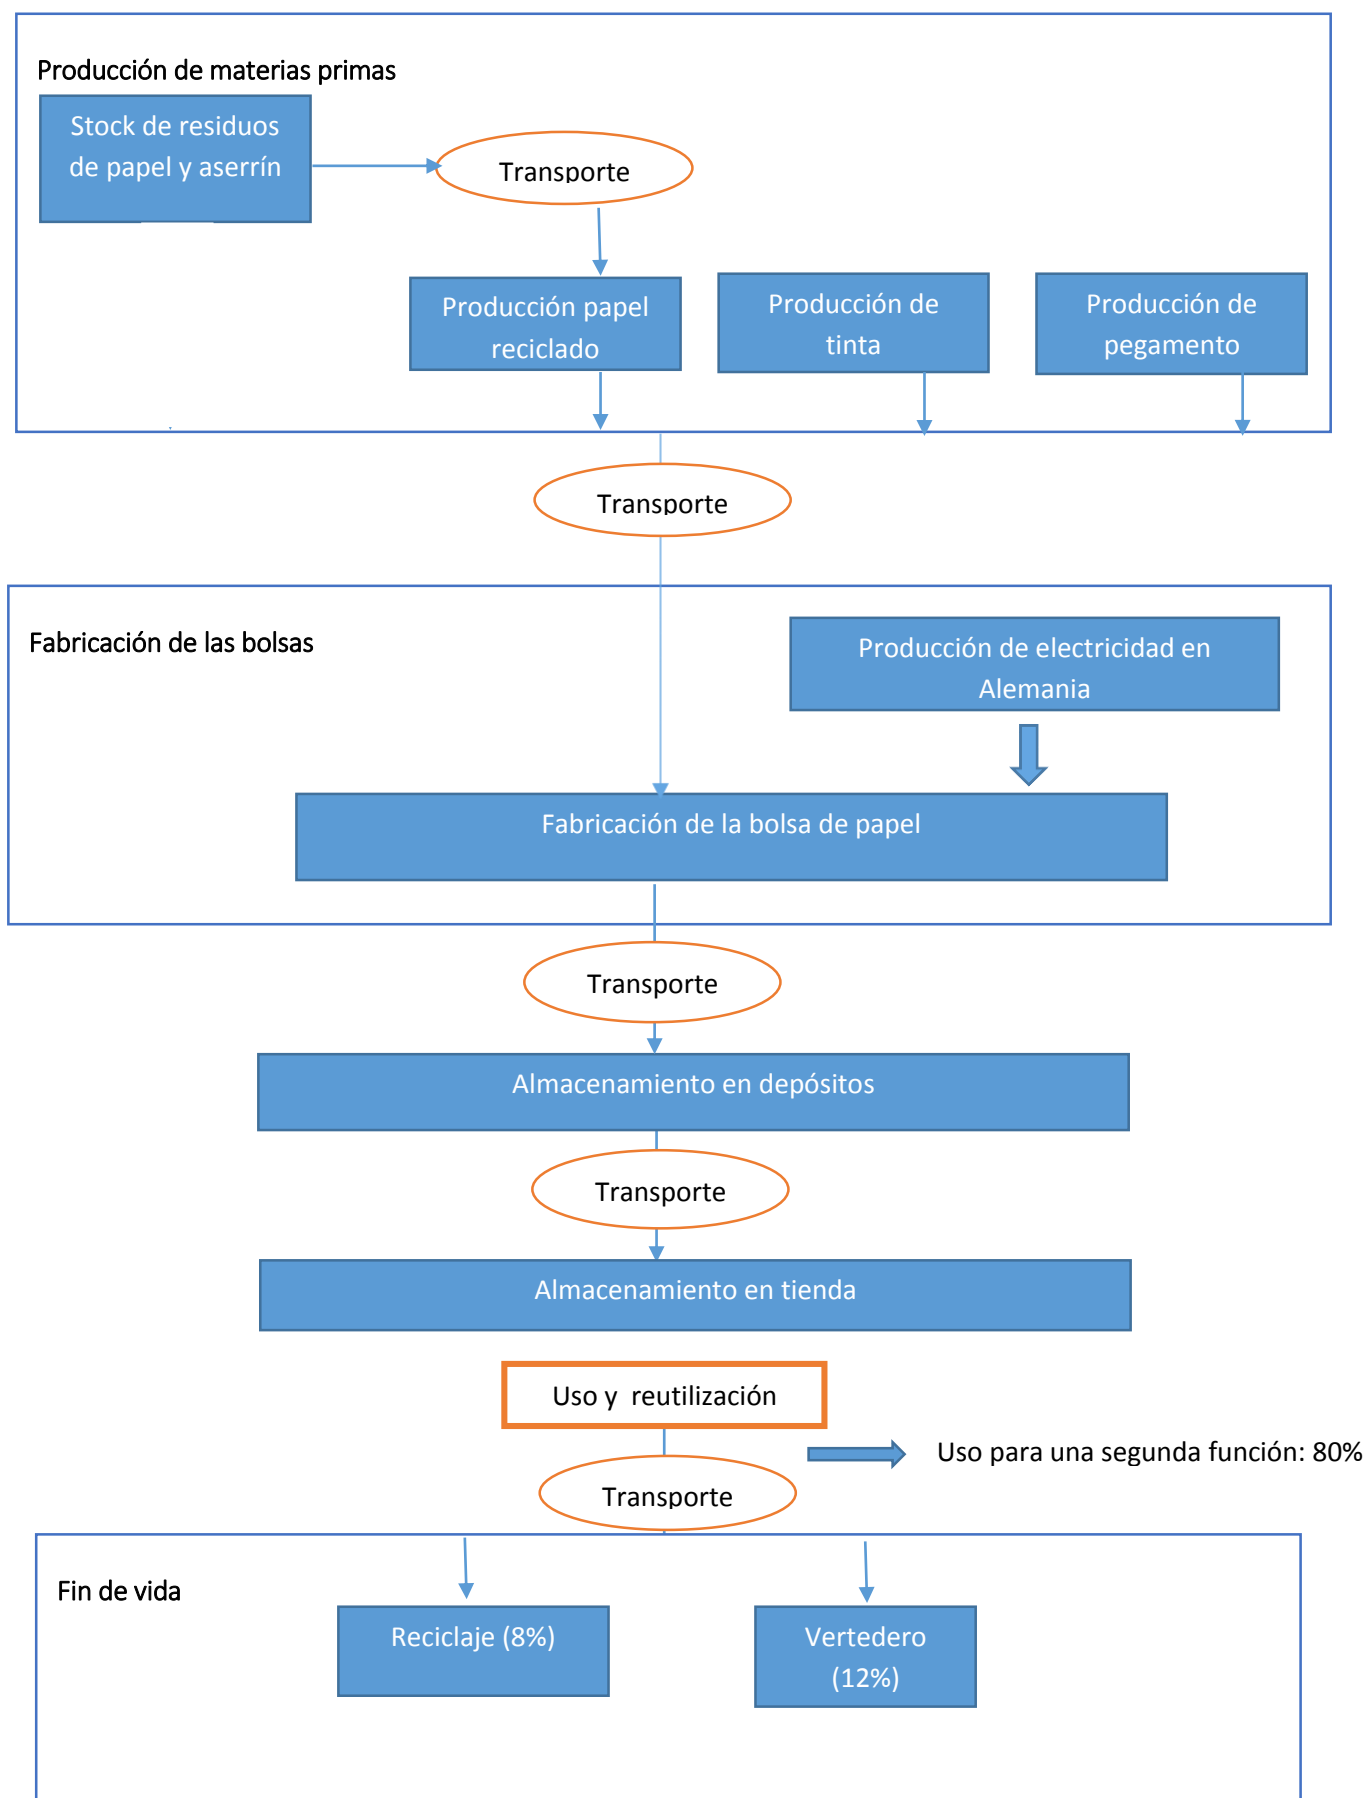 Producción de materias primas
Stock de residuos
de papel y aserrín
Transporte
Producción papel
reciclado
Producción de
tinta
Producción de
pegamento
Transporte
Fabricación de las bolsas
Producción de electricidad en
Alemania
Fabricación de la bolsa de papel
Transporte
Almacenamiento en depósitos
Transporte
Almacenamiento en tienda
Uso y  reutilización
Uso para una segunda función: 80%
Transporte
Fin de vida
Reciclaje (8%)
Vertedero
(12%)